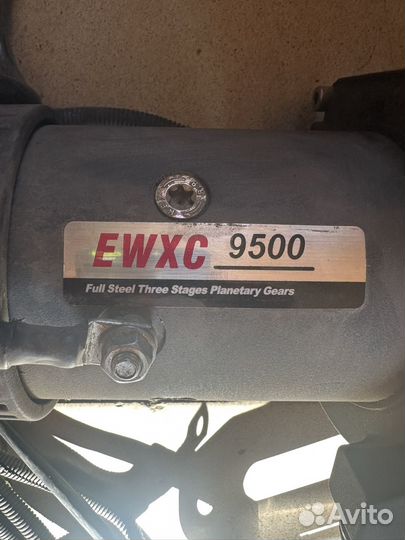 EWXC 9500
Full Steel Three Stages Planetary Gears
Avito